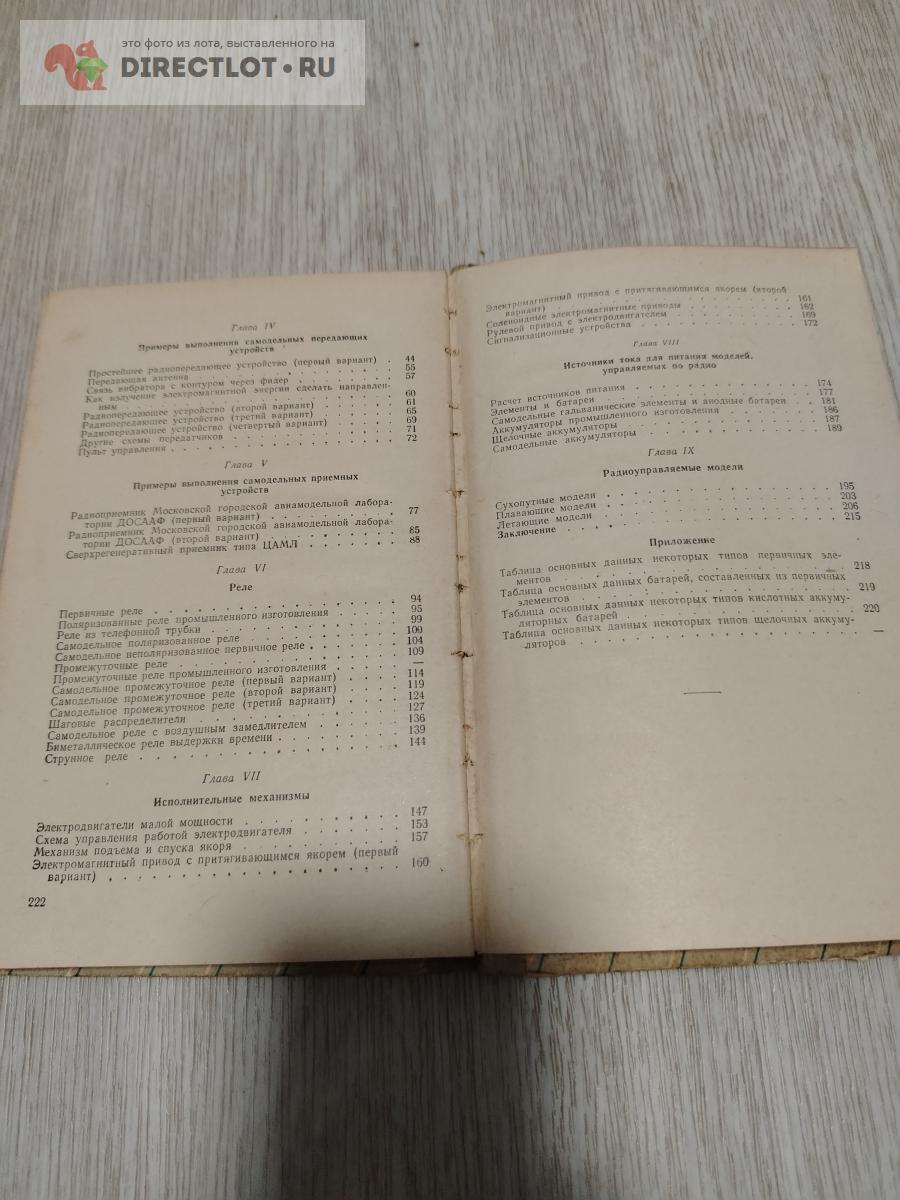 это фото из лота, выставленного на
DIRECTLOT.RU
Глава IV
Примеры выполнения самодельных передающих
устройств
Простейшее радиопередающее устройство (первый вариант) . 44
Передающая антенна . . . 55
Связь вибратора с контуром через фидер . . . 57
Как излучение электромагнитной энергии сделать направлен-
ным . . . 60
Радиопередающее устройство (второй вариант) . . . 61
Радиопередающее устройство (третий вариант) . . . 65
Радиопередающее устройство (четвертый вариант) . . . 69
Другие схемы передатчиков . . . 71
Пульт управления . . . 72
Глава V
Примеры выполнения самодельных приемных
устройств
Радиоприемник Московской городской авиамодельной лабора-
тории ДОСААФ (первый вариант) . . . 77
Радиоприемник Московской городской авиамодельной лабора-
тории ДОСААФ (второй вариант) . . . 85
Сверхрегенеративный приемник типа ЦАМЛ . . . 88
Глава VI
Реле
Первичные реле . . . 94
Поляризованные реле промышленного изготовления . . . 95
Реле из телефонной трубки . . . 99
Самодельное поляризованное реле . . . 100
Самодельное неполяризованное первичное реле . . . 104
Промежуточные реле . . . 109
Промежуточные реле промышленного изготовления . . . —
Самодельное промежуточное реле (первый вариант) . . . 114
Самодельное промежуточное реле (второй вариант) . . . 119
Самодельное промежуточное реле (третий вариант) . . . 124
Шаговые распределители . . . 127
Самодельное реле с воздушным замедлителем . . . 136
Биметаллическое реле выдержки времени . . . 139
Струнное реле . . . 144
Глава VII
Исполнительные механизмы
Электродвигатели малой мощности . . . 147
Схема управления работой электродвигателя . . . 153
Механизм подъема и спуска якоря . . . 157
Электромагнитный привод с притягивающимся якорем (первый
вариант) . . . 160
222
Электромагнитный привод с притягивающимся якорем (второй
вариант) . . . 161
Соленоидные электромагнитные приводы . . . 162
Рулевой привод с электродвигателем . . . 169
Сигнализационные устройства . . . 172
Глава VIII
Источники тока для питания моделей,
управляемых по радио
Расчет источников питания . . . 174
Элементы и батареи . . . 177
Самодельные гальванические элементы и анодные батареи . . 181
Аккумуляторы промышленного изготовления . . . 186
Щелочные аккумуляторы . . . 187
Самодельные аккумуляторы . . . 189
Глава IX
Радиоуправляемые модели
Сухопутные модели . . . 195
Плавающие модели . . . 203
Летающие модели . . . 206
Заключение . . . 215
Приложение
Таблица основных данных некоторых типов первичных эле-
ментов . . . 218
Таблица основных данных батарей, составленных из первичных
элементов . . . 219
Таблица основных данных некоторых типов кислотных аккуму-
ляторных батарей . . . 220
Таблица основных данных некоторых типов щелочных аккуму-
ляторов . . . —